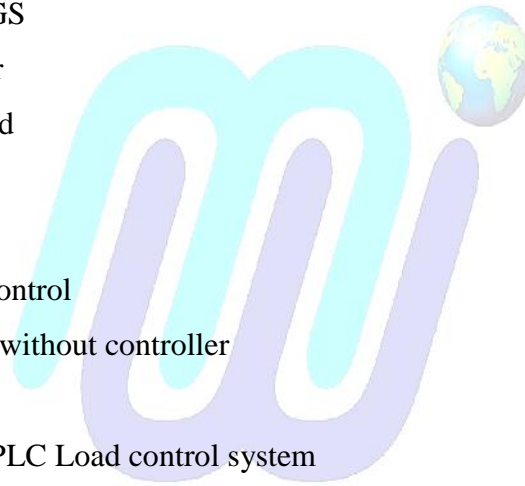 GS
r
d
ontrol
without controller
PLC Load control system